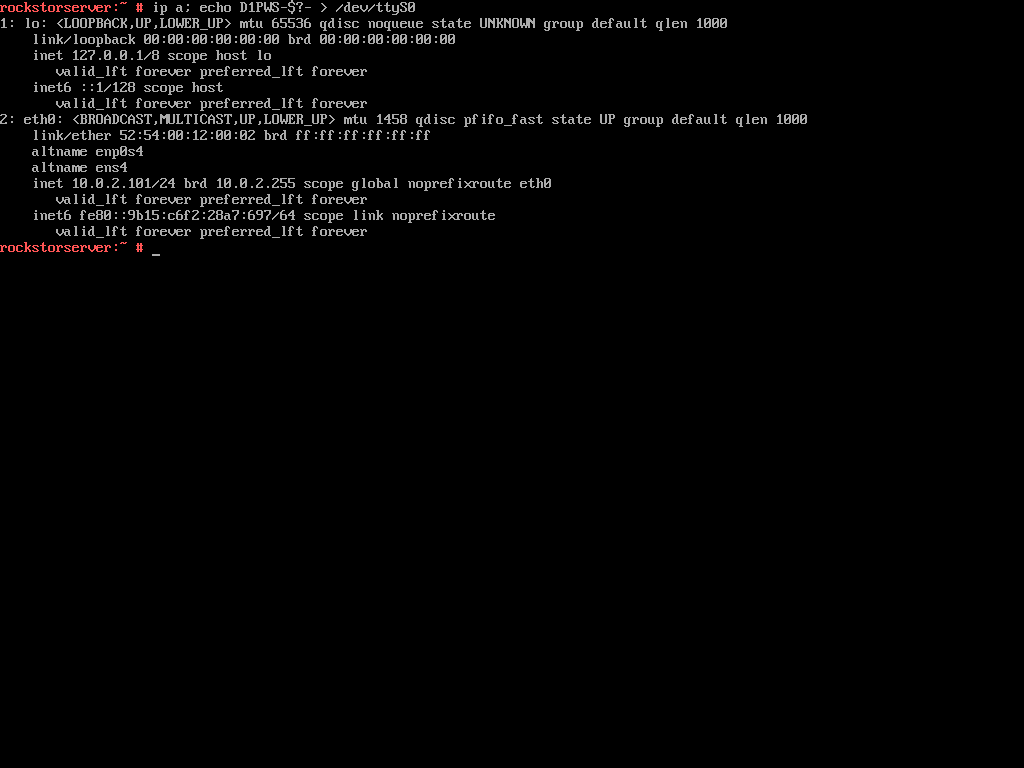 rockstorserver:~ # ip a; echo D1PWS-$?- > /dev/ttyS0
1: lo: <LOOPBACK,UP,LOWER_UP> mtu 65536 qdisc noqueue state UNKNOWN group default qlen 1000
    link/loopback 00:00:00:00:00:00 brd 00:00:00:00:00:00
    inet 127.0.0.1/8 scope host lo
       valid_lft forever preferred_lft forever
    inet6 ::1/128 scope host
       valid_lft forever preferred_lft forever
2: eth0: <BROADCAST,MULTICAST,UP,LOWER_UP> mtu 1458 qdisc pfifo_fast state UP group default qlen 1000
    link/ether 52:54:00:12:00:02 brd ff:ff:ff:ff:ff:ff
    altname enp0s4
    altname ens4
    inet 10.0.2.101/24 brd 10.0.2.255 scope global noprefixroute eth0
       valid_lft forever preferred_lft forever
    inet6 fe80::9b15:c6f2:28a7:697/64 scope link noprefixroute
       valid_lft forever preferred_lft forever
rockstorserver:~ # _